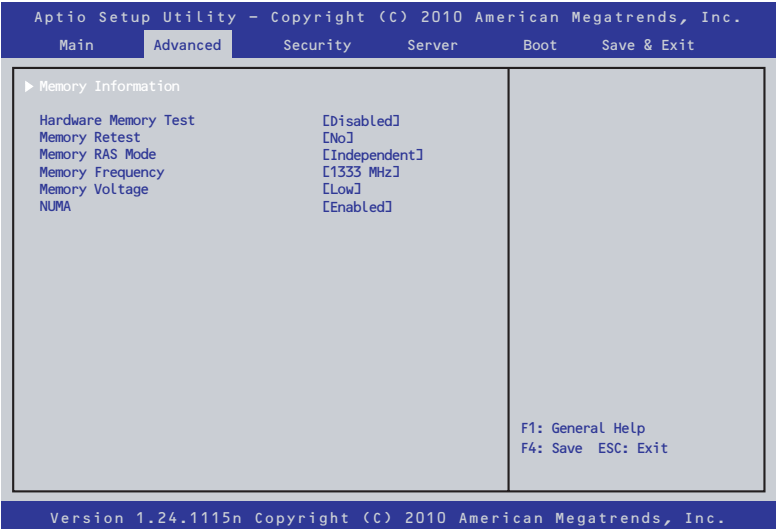 Aptio Setup Utility – Copyright (C) 2010 American Megatrends, Inc.
Main Advanced Security Server Boot Save & Exit
▶ Memory Information
Hardware Memory Test [Disabled]
Memory Retest [No]
Memory RAS Mode [Independent]
Memory Frequency [1333 MHz]
Memory Voltage [Low]
NUMA [Enabled]
F1: General Help
F4: Save ESC: Exit
Version 1.24.1115n Copyright (C) 2010 American Megatrends, Inc.